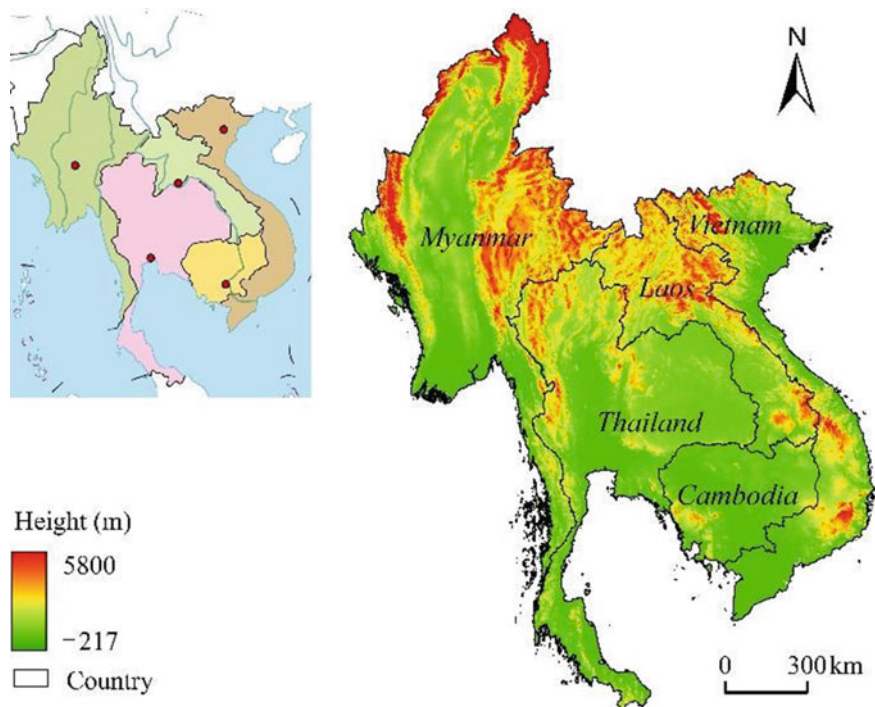 N
Myanmar
Vietnam
Laos
Thailand
Cambodia
Height (m)
5800
−217
Country
0 300 km